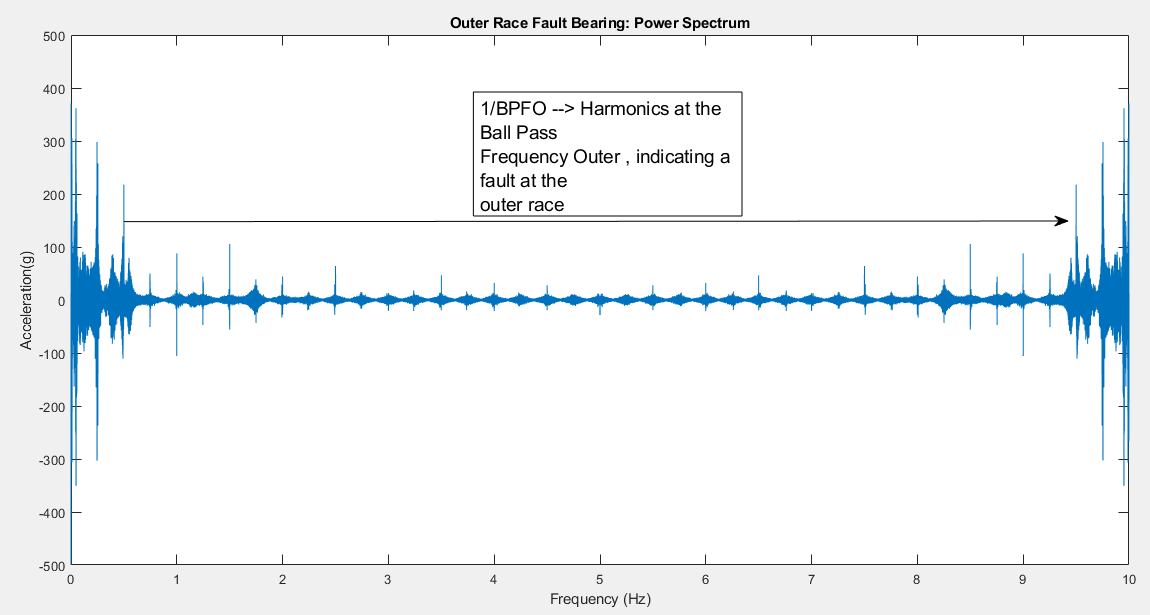 Outer Race Fault Bearing: Power Spectrum
500
400
300
200
100
0
-100
-200
-300
-400
-500
Acceleration(g)
1/BPFO --> Harmonics at the
Ball Pass
Frequency Outer , indicating a
fault at the
outer race
0 1 2 3 4 5 6 7 8 9 10
Frequency (Hz)